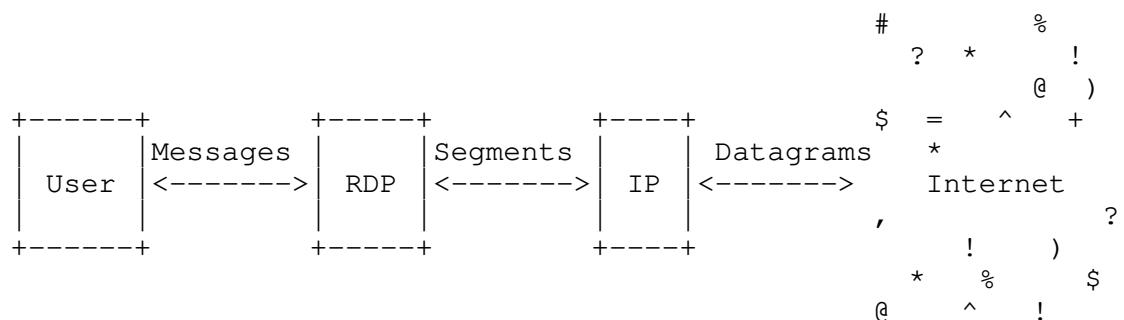 # %
? * !
@ )
+------+ +-----+ +----+ $ = ^ +
| |Messages | |Segments | | Datagrams *
| User |<------->| RDP |<------->| IP |<-------> Internet
| | | | | | , ?
+------+ +-----+ +----+ ! )
* % $
@ ^ !